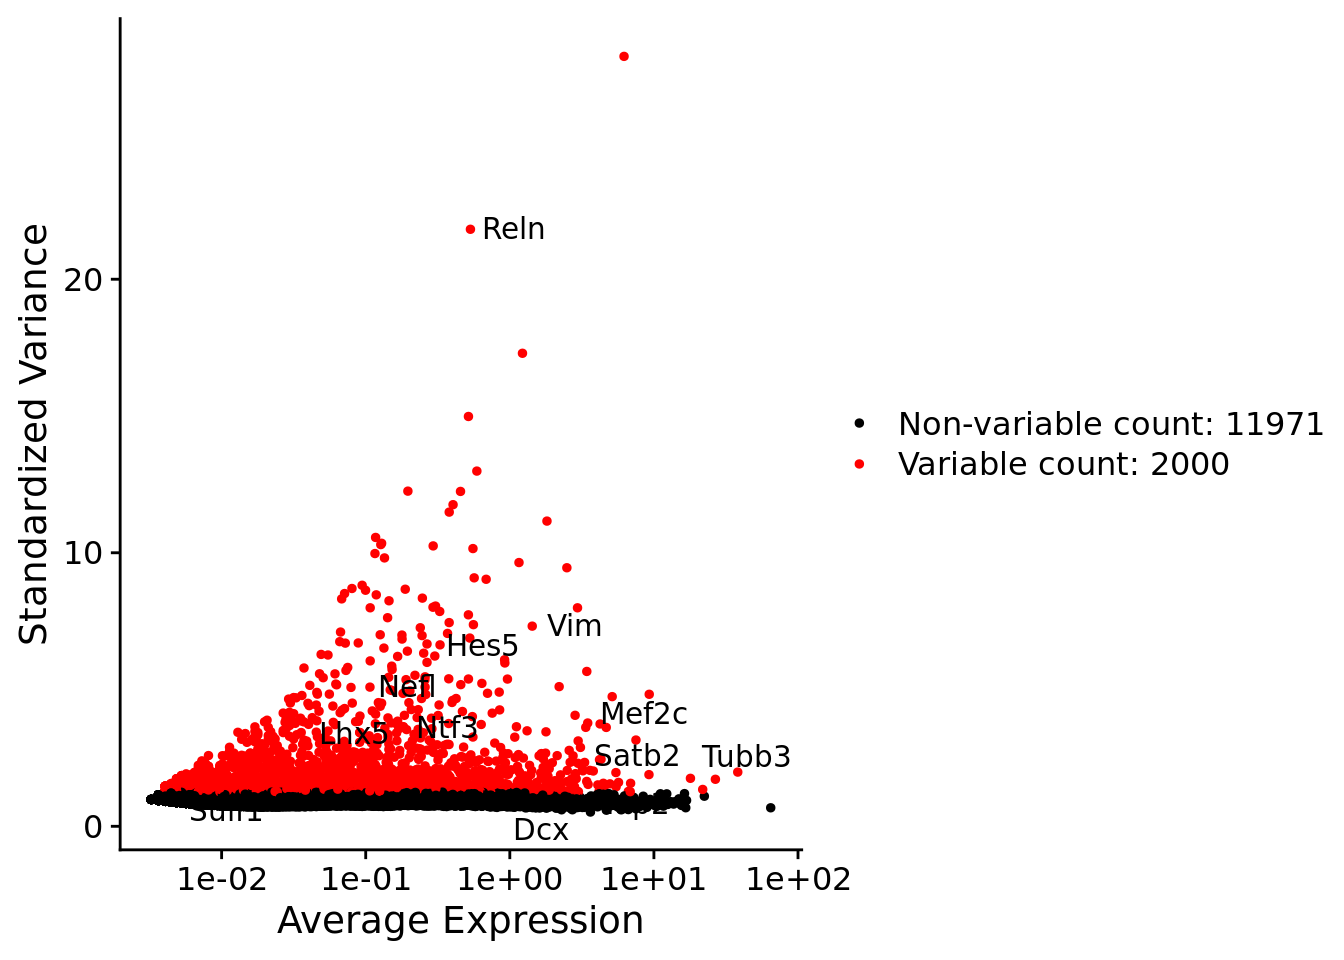 Reln
20
Standardized Variance
Non-variable count: 11971
Variable count: 2000
10
Vim
Hes5
Nefl
Mef2c
Ntf3
Lhx5
Satb2
Tubb3
0
Dcx
1e-02
1e-01
1e+00
1e+01
1e+02
Average Expression